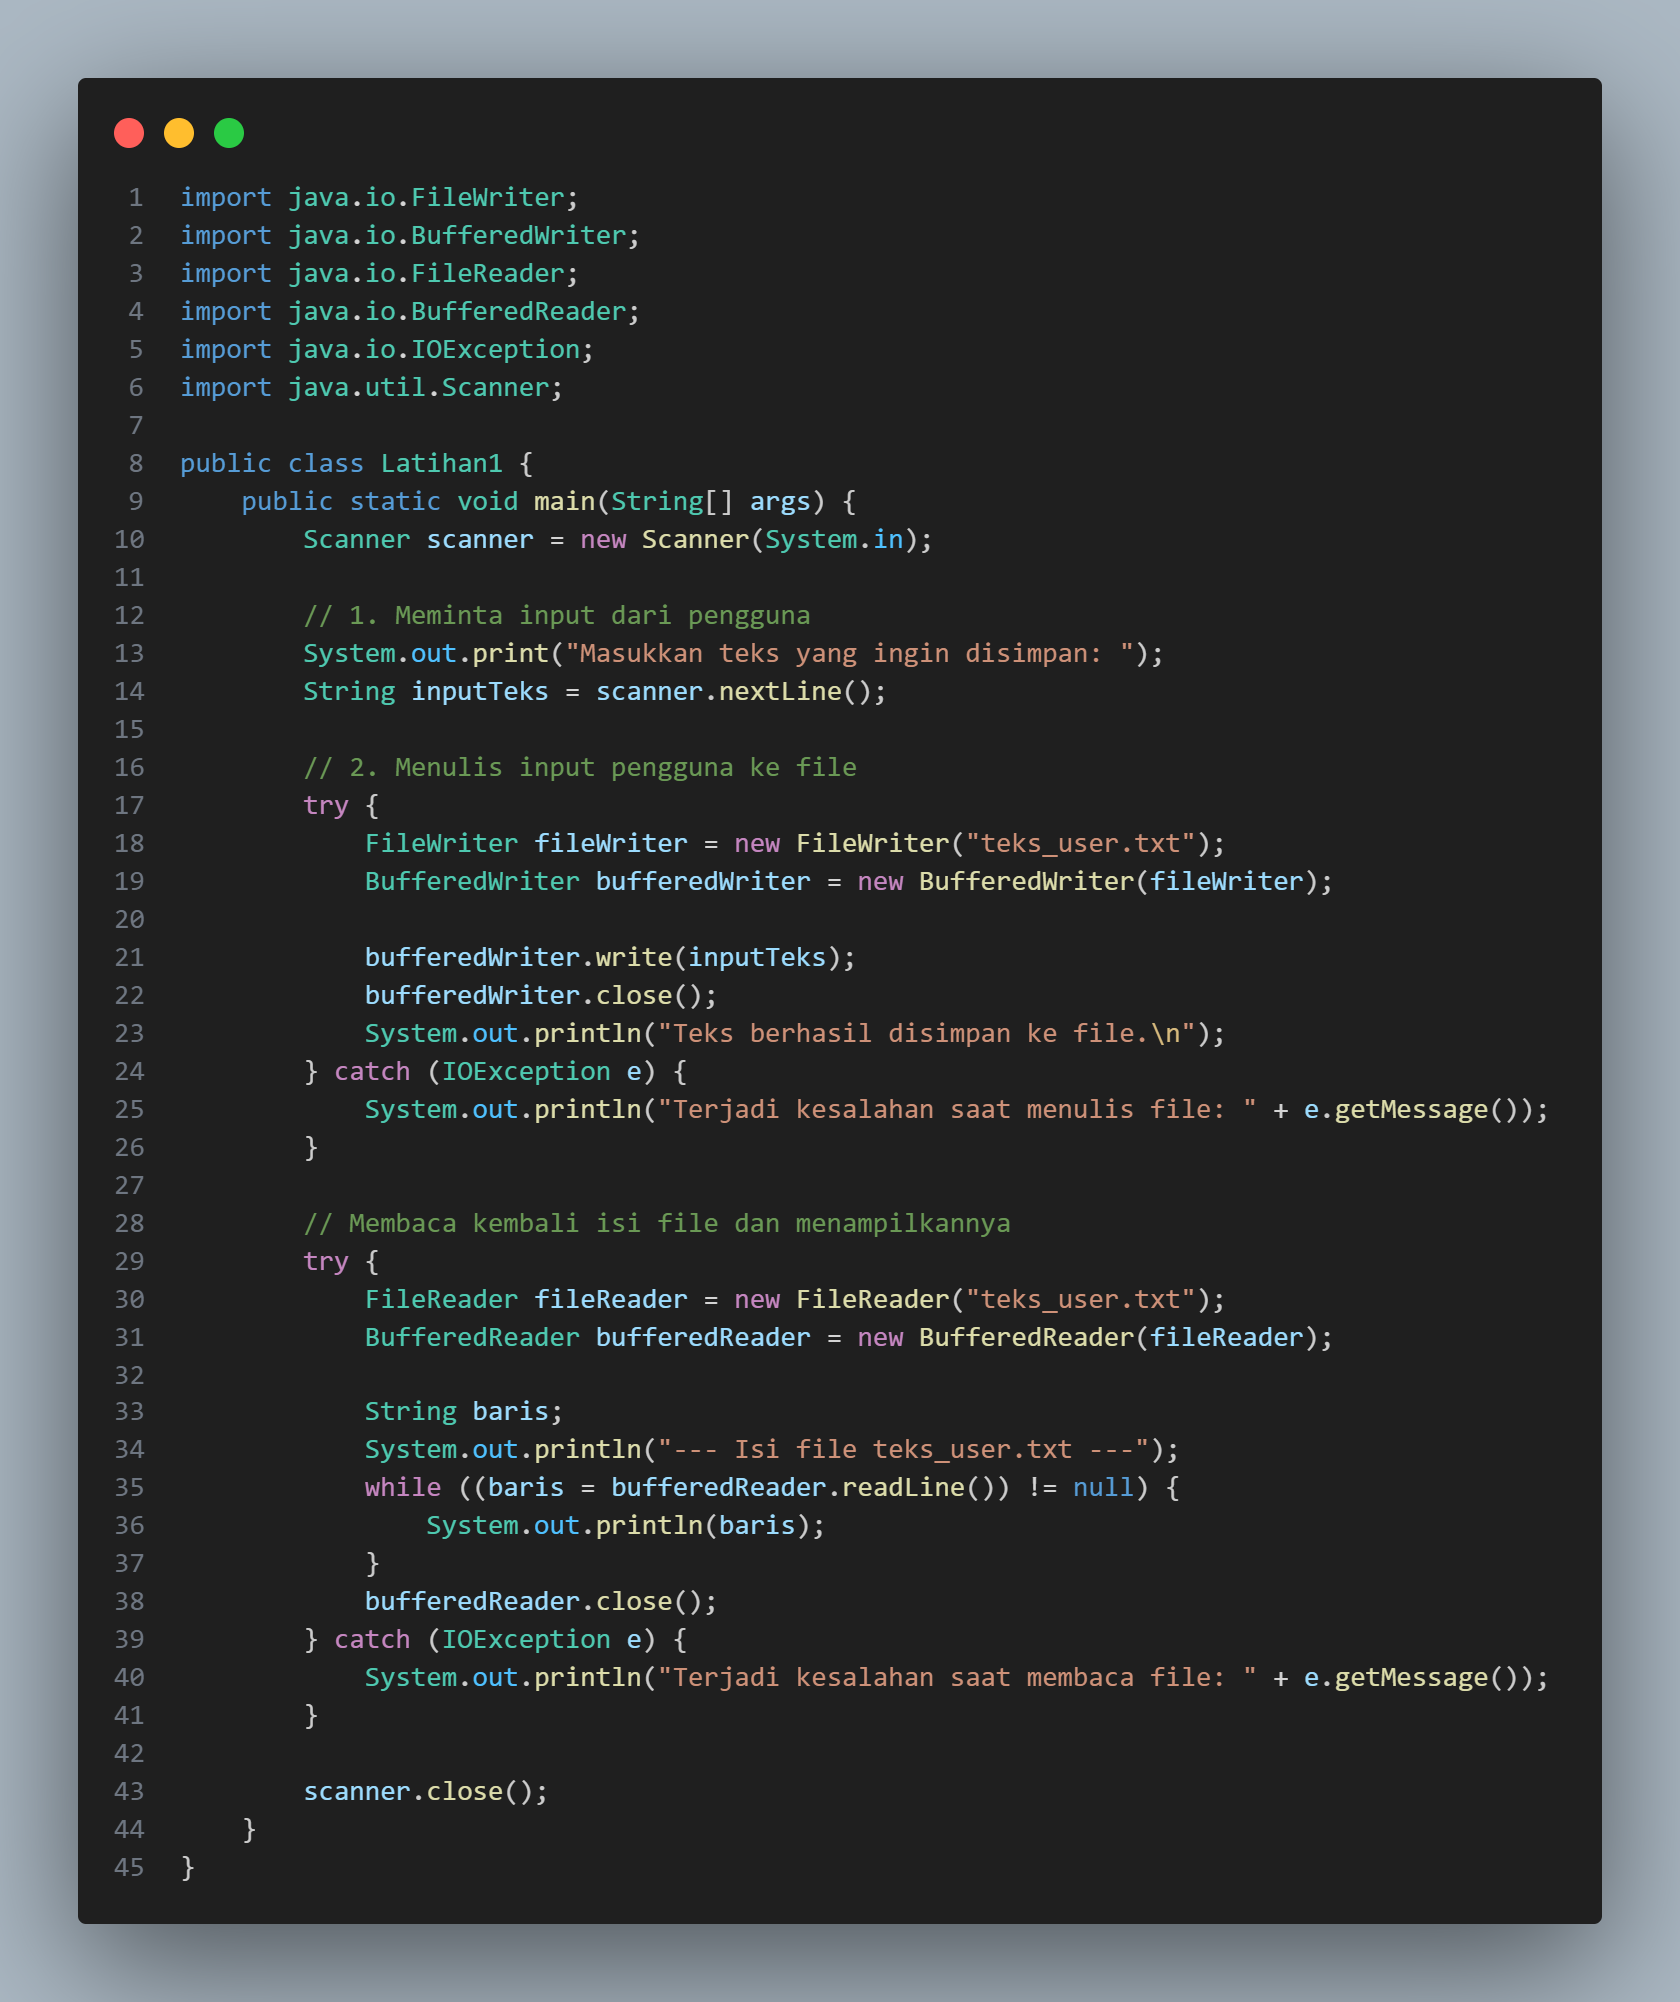 1 import java.io.FileWriter;
2 import java.io.BufferedWriter;
3 import java.io.FileReader;
4 import java.io.BufferedReader;
5 import java.io.IOException;
6 import java.util.Scanner;
7
8 public class Latihan1 {
9     public static void main(String[] args) {
10         Scanner scanner = new Scanner(System.in);
11
12         // 1. Meminta input dari pengguna
13         System.out.print("Masukkan teks yang ingin disimpan: ");
14         String inputTeks = scanner.nextLine();
15
16         // 2. Menulis input pengguna ke file
17         try {
18             FileWriter fileWriter = new FileWriter("teks_user.txt");
19             BufferedWriter bufferedWriter = new BufferedWriter(fileWriter);
20
21             bufferedWriter.write(inputTeks);
22             bufferedWriter.close();
23             System.out.println("Teks berhasil disimpan ke file.\n");
24         } catch (IOException e) {
25             System.out.println("Terjadi kesalahan saat menulis file: " + e.getMessage());
26         }
27
28         // Membaca kembali isi file dan menampilkannya
29         try {
30             FileReader fileReader = new FileReader("teks_user.txt");
31             BufferedReader bufferedReader = new BufferedReader(fileReader);
32
33             String baris;
34             System.out.println("--- Isi file teks_user.txt ---");
35             while ((baris = bufferedReader.readLine()) != null) {
36                 System.out.println(baris);
37             }
38             bufferedReader.close();
39         } catch (IOException e) {
40             System.out.println("Terjadi kesalahan saat membaca file: " + e.getMessage());
41         }
42
43         scanner.close();
44     }
45 }